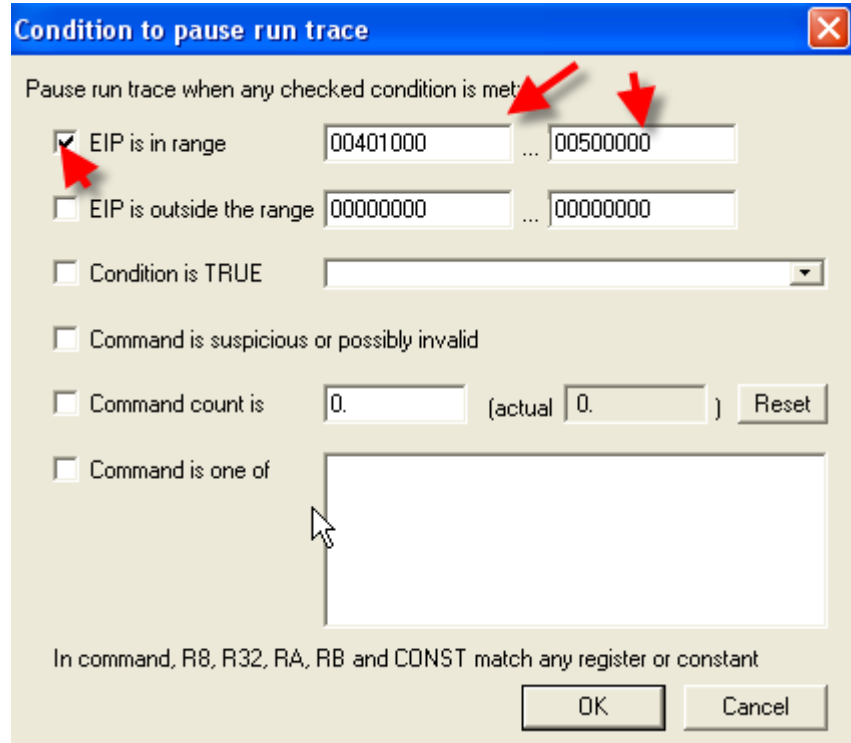 Condition to pause run trace
Pause run trace when any checked condition is met:
EIP is in range 00401000 ... 00500000
EIP is outside the range 00000000 ... 00000000
Condition is TRUE
Command is suspicious or possibly invalid
Command count is 0. (actual 0. ) Reset
Command is one of
In command, R8, R32, RA, RB and CONST match any register or constant
OK Cancel